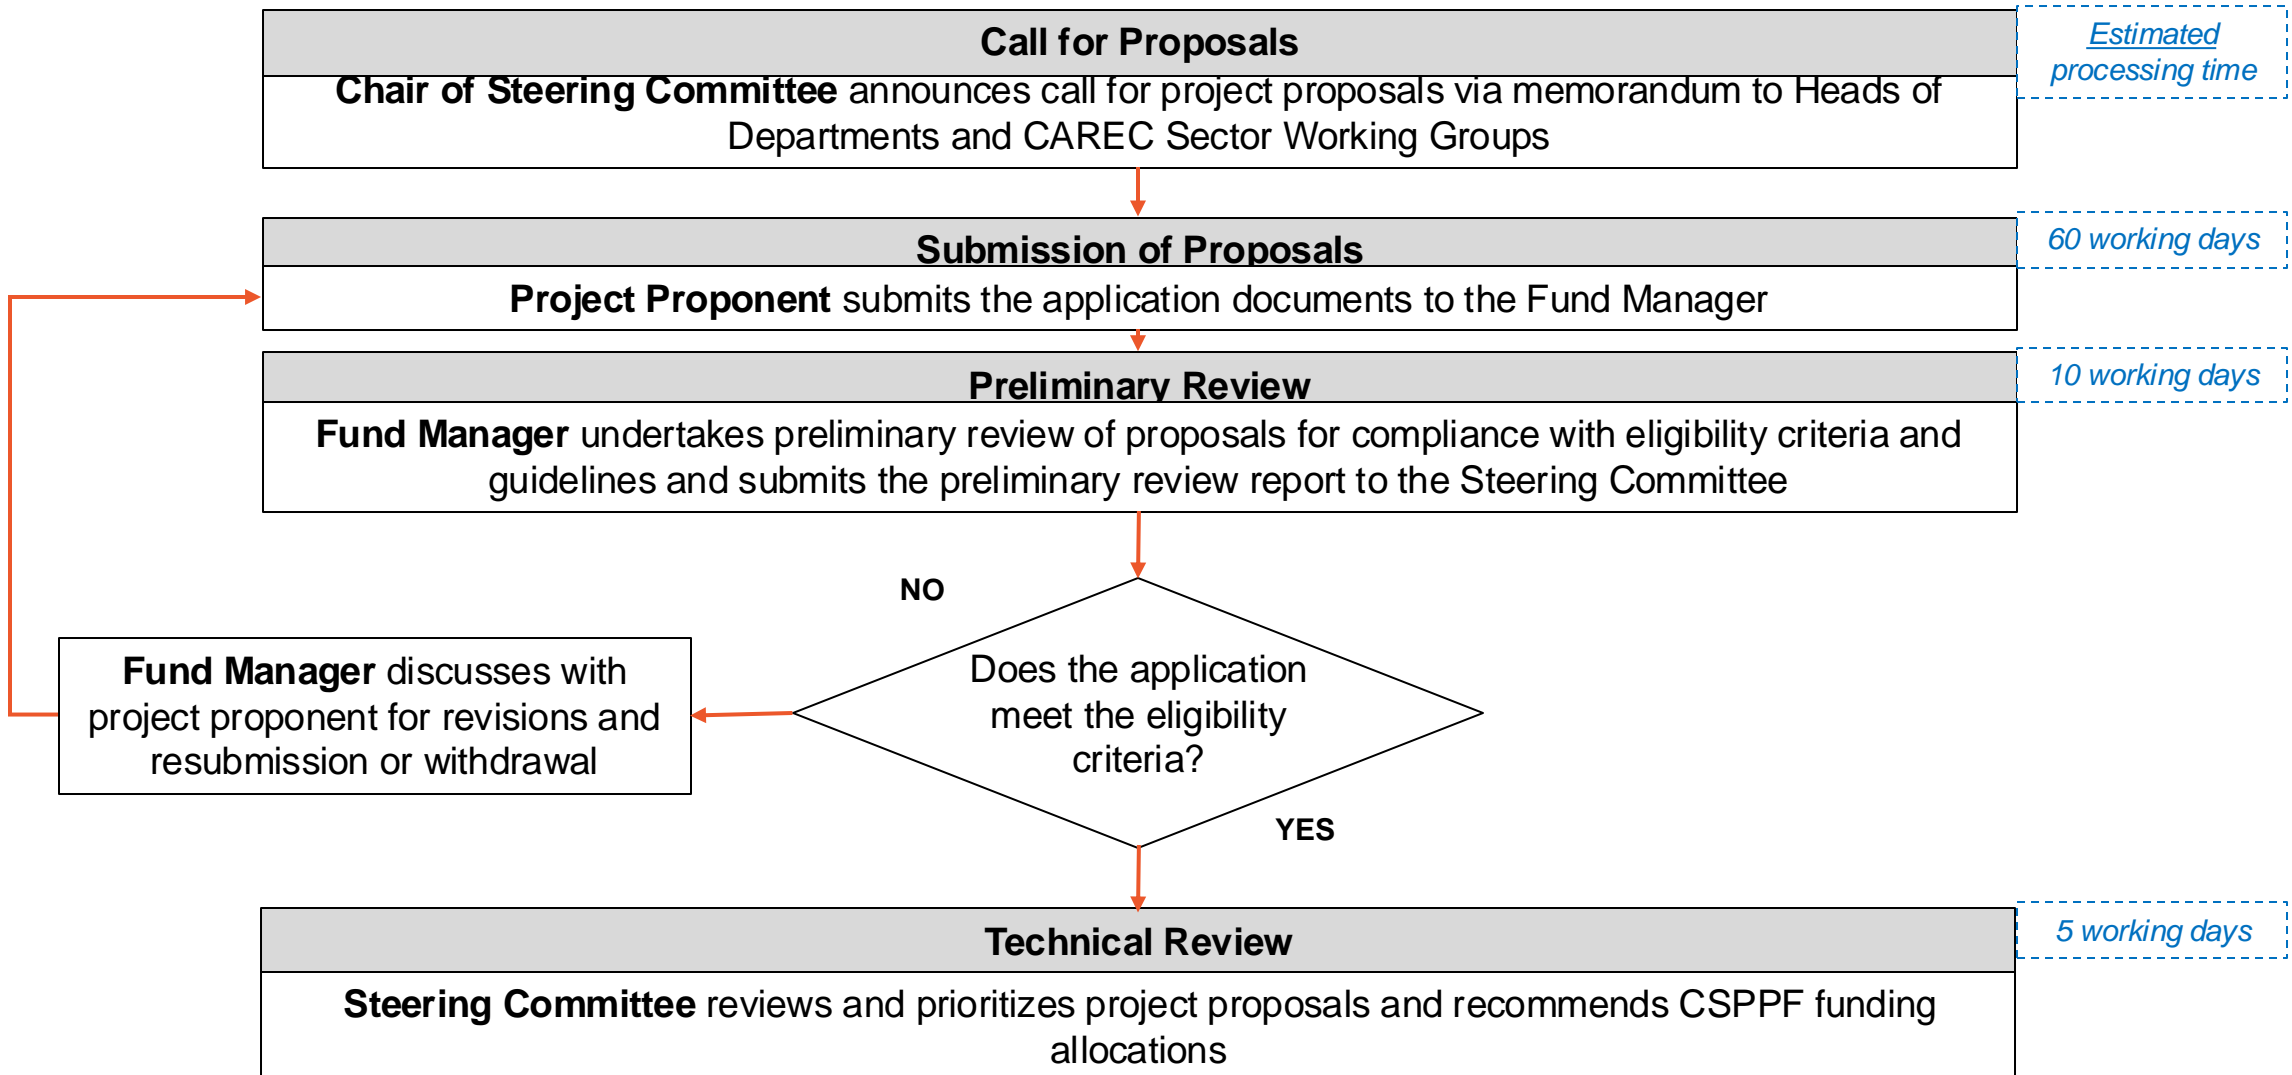 Call for Proposals
Estimated
processing time
Chair of Steering Committee announces call for project proposals via memorandum to Heads of
Departments and CAREC Sector Working Groups
Submission of Proposals
60 working days
Project Proponent submits the application documents to the Fund Manager
Preliminary Review
10 working days
Fund Manager undertakes preliminary review of proposals for compliance with eligibility criteria and
guidelines and submits the preliminary review report to the Steering Committee
NO
Does the application
meet the eligibility
criteria?
Fund Manager discusses with
project proponent for revisions and
resubmission or withdrawal
YES
Technical Review
5 working days
Steering Committee reviews and prioritizes project proposals and recommends CSPPF funding
allocations